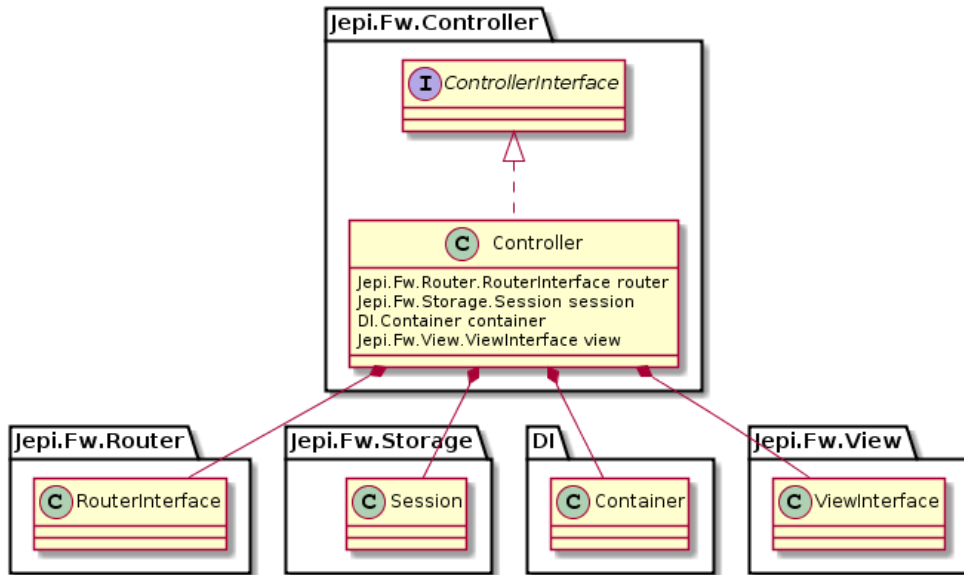 Jepi.Fw.Controller
I ControllerInterface
C Controller
Jepi.Fw.Router.RouterInterface router
Jepi.Fw.Storage.Session session
DI.Container container
Jepi.Fw.View.ViewInterface view
Jepi.Fw.Router
C RouterInterface
Jepi.Fw.Storage
C Session
DI
C Container
Jepi.Fw.View
C ViewInterface